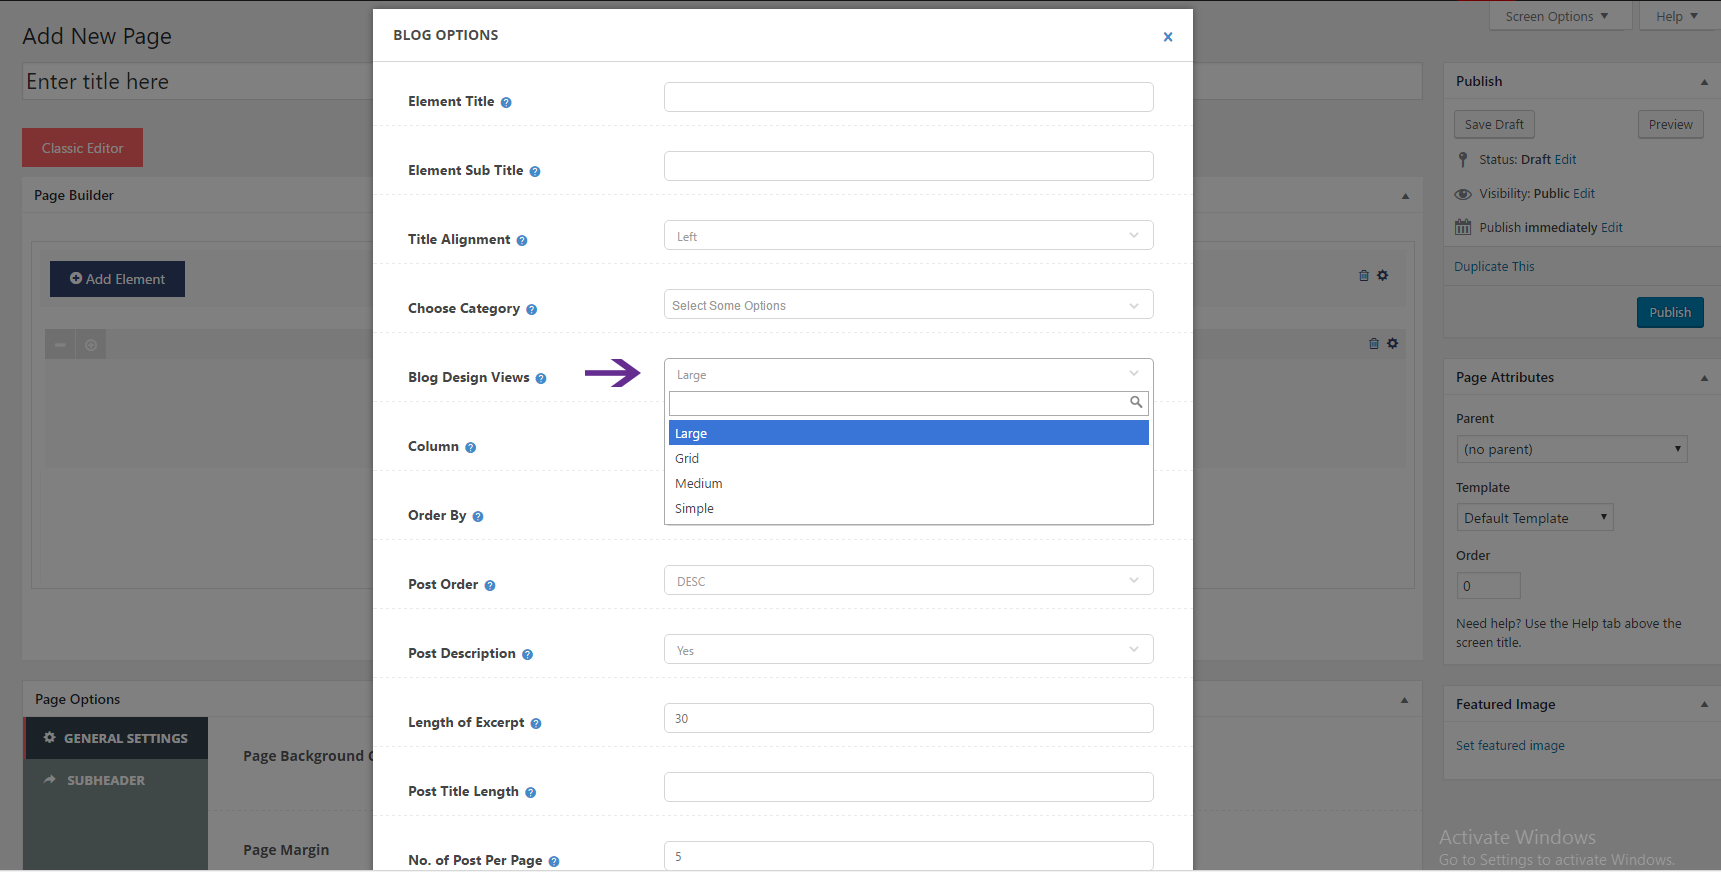 Add New Page
Screen Options
Help
Enter title here
Classic Editor
Page Builder
Add Element
Page Options
GENERAL SETTINGS
SUBHEADER
Page Background
Page Margin
BLOG OPTIONS
Element Title
Element Sub Title
Title Alignment
Left
Choose Category
Select Some Options
Blog Design Views
Large
Large
Grid
Medium
Simple
Column
Order By
Post Order
DESC
Post Description
Yes
Length of Excerpt
30
Post Title Length
No. of Post Per Page
5
Publish
Save Draft
Preview
Status: Draft Edit
Visibility: Public Edit
Publish immediately Edit
Duplicate This
Publish
Page Attributes
Parent
(no parent)
Template
Default Template
Order
0
Need help? Use the Help tab above the
screen title.
Featured Image
Set featured image
Activate Windows
Go to Settings to activate Windows.